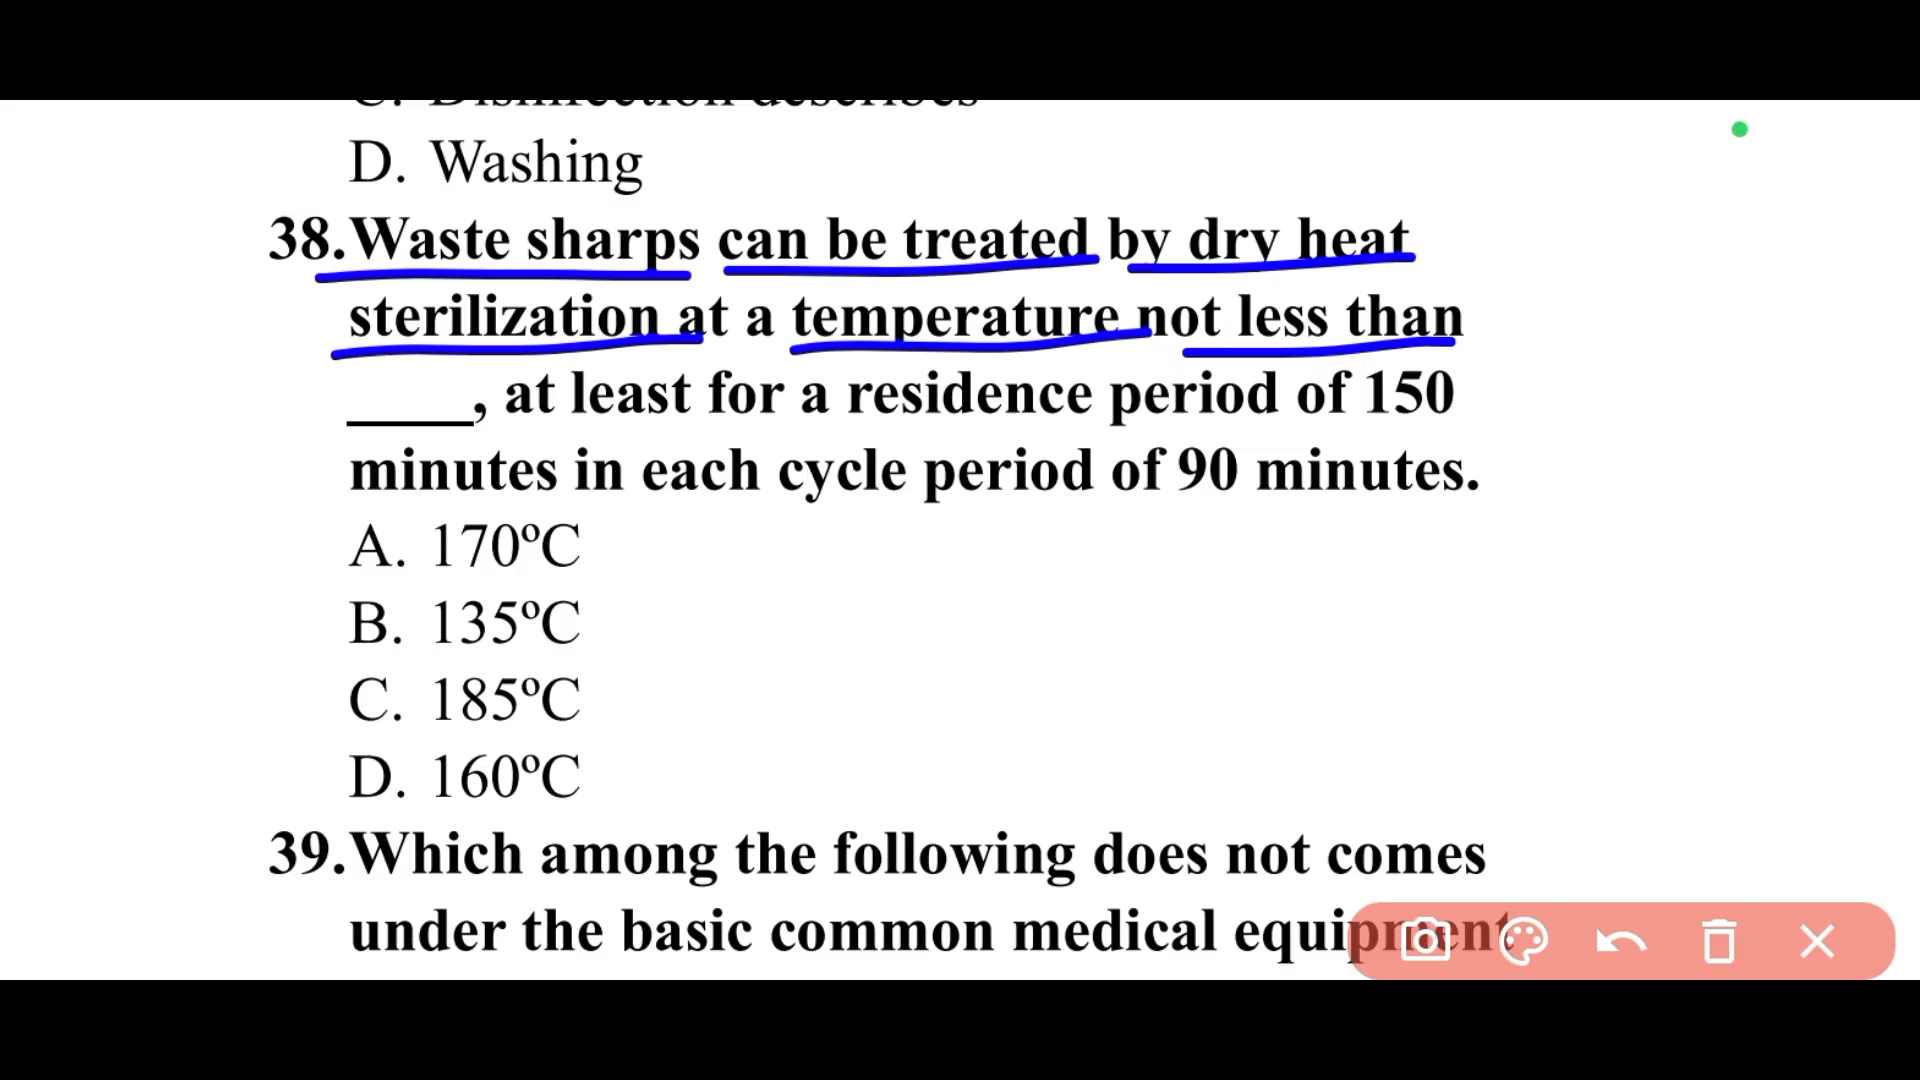 D. Washing
38.Waste sharps can be treated by dry heat
sterilization at a temperature not less than
____, at least for a residence period of 150
minutes in each cycle period of 90 minutes.
A. 170ºC
B. 135ºC
C. 185ºC
D. 160ºC
39.Which among the following does not comes
under the basic common medical equipment